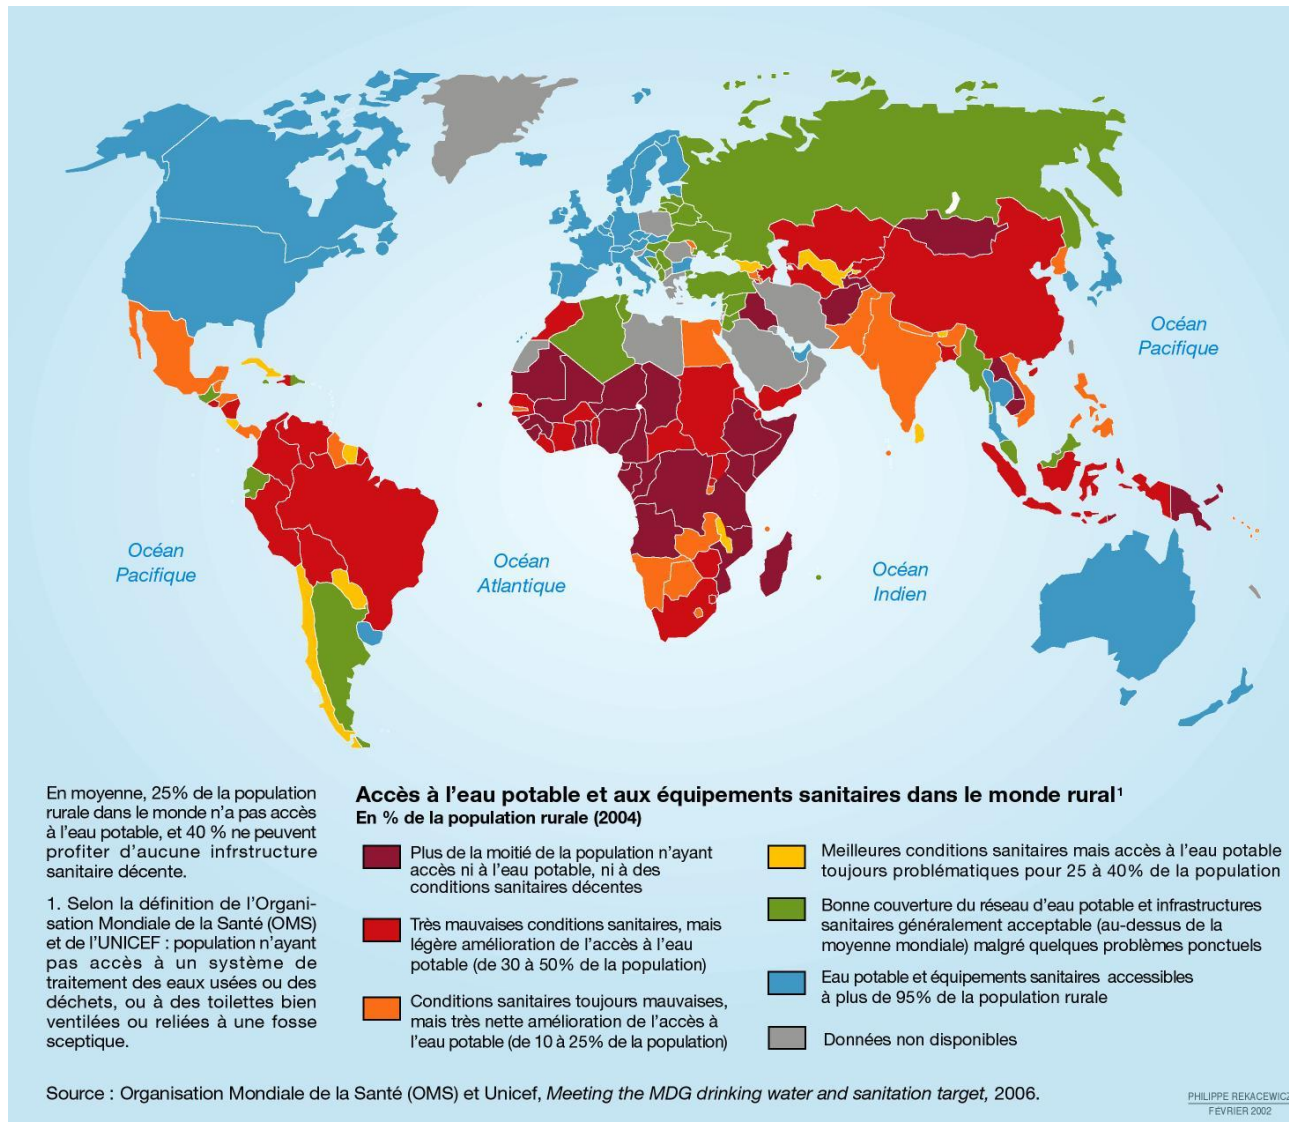 Océan
Pacifique
Océan
Pacifique
Océan
Atlantique
Océan
Indien
En moyenne, 25% de la population
rurale dans le monde n’a pas accès
à l’eau potable, et 40 % ne peuvent
profiter d’aucune infrstructure
sanitaire décente.
1. Selon la définition de l’Organi-
sation Mondiale de la Santé (OMS)
et de l’UNICEF : population n’ayant
pas accès à un système de
traitement des eaux usées ou des
déchets, ou à des toilettes bien
ventilées ou reliées à une fosse
sceptique.
Accès à l’eau potable et aux équipements sanitaires dans le monde rural¹
En % de la population rurale (2004)
Plus de la moitié de la population n’ayant
accès ni à l’eau potable, ni à des
conditions sanitaires décentes
Très mauvaises conditions sanitaires, mais
légère amélioration de l’accès à l’eau
potable (de 30 à 50% de la population)
Conditions sanitaires toujours mauvaises,
mais très nette amélioration de l’accès à
l’eau potable (de 10 à 25% de la population)
Meilleures conditions sanitaires mais accès à l’eau potable
toujours problématiques pour 25 à 40% de la population
Bonne couverture du réseau d’eau potable et infrastructures
sanitaires généralement acceptable (au-dessus de la
moyenne mondiale) malgré quelques problèmes ponctuels
Eau potable et équipements sanitaires accessibles
à plus de 95% de la population rurale
Données non disponibles
Source : Organisation Mondiale de la Santé (OMS) et Unicef, Meeting the MDG drinking water and sanitation target, 2006.
PHILIPPE REKACEWICZ
FÉVRIER 2002